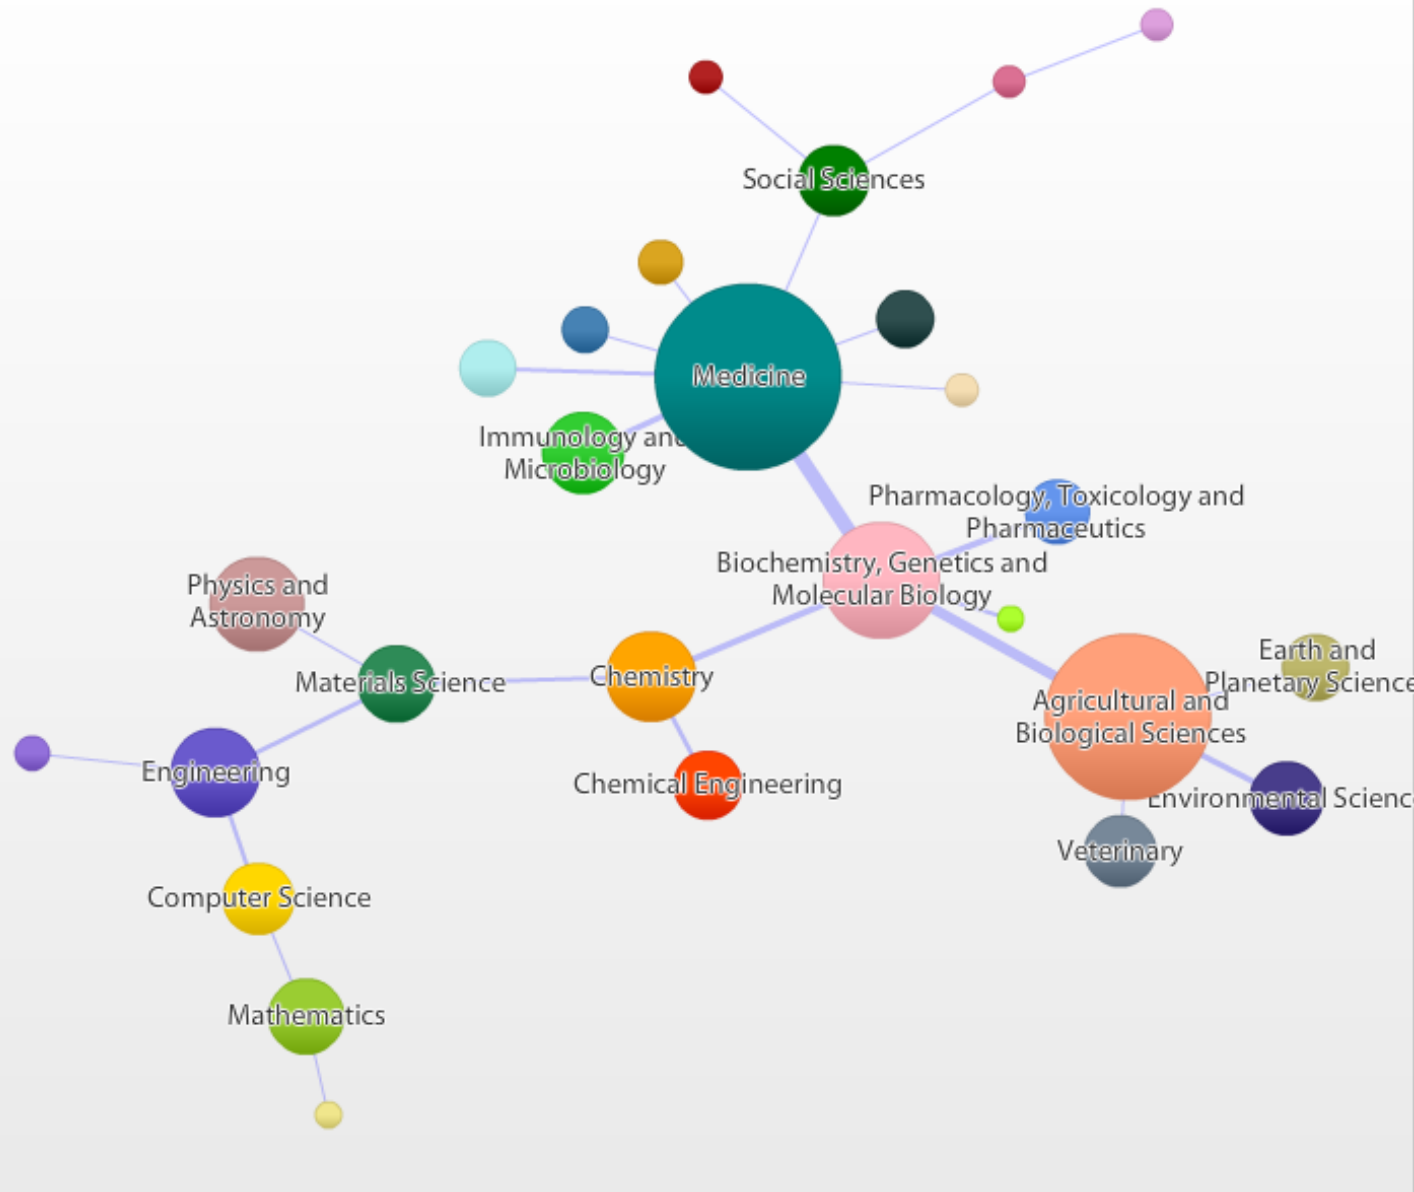 Social Sciences
Medicine
Immunology and
Microbiology
Pharmacology, Toxicology and
Pharmaceutics
Biochemistry, Genetics and
Molecular Biology
Physics and
Astronomy
Materials Science
Chemistry
Earth and
Planetary Science
Agricultural and
Biological Sciences
Engineering
Chemical Engineering
Environmental Scienc
Veterinary
Computer Science
Mathematics